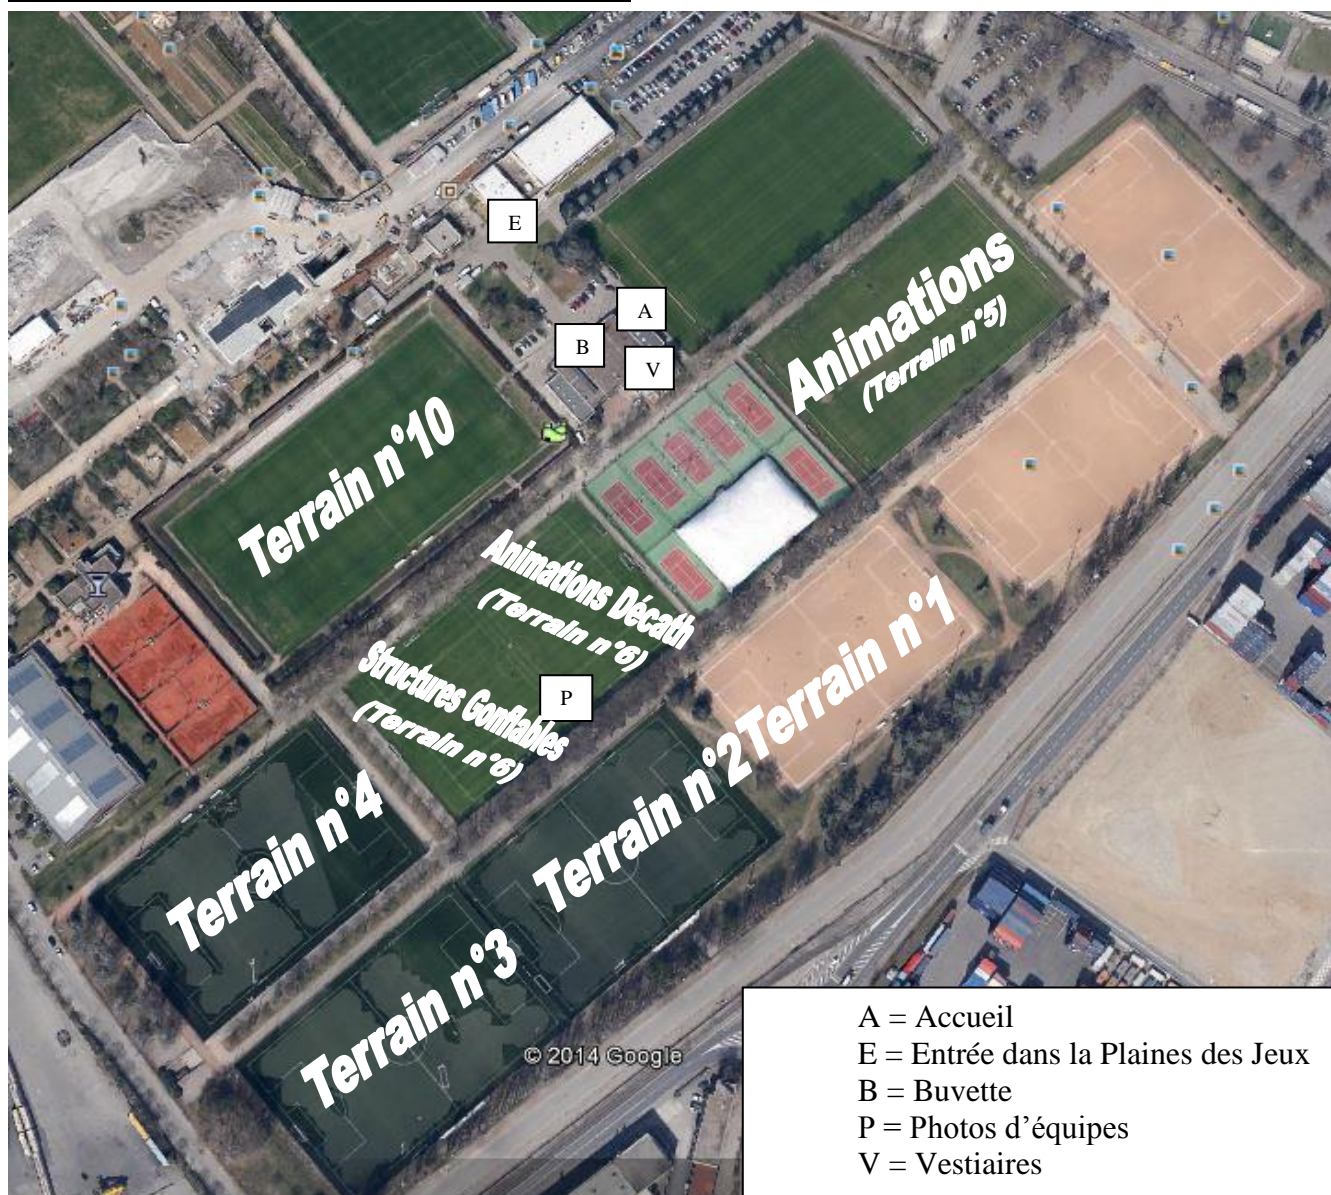 E
A
B
V
Animations
(Terrain n°5)
Terrain n°10
Animations Décath
(Terrain n°6)
Structures Gonflables
(Terrain n°6)
P
Terrain n°1
Terrain n°2
Terrain n°4
Terrain n°3
© 2014 Google
A = Accueil
E = Entrée dans la Plaines des Jeux
B = Buvette
P = Photos d’équipes
V = Vestiaires